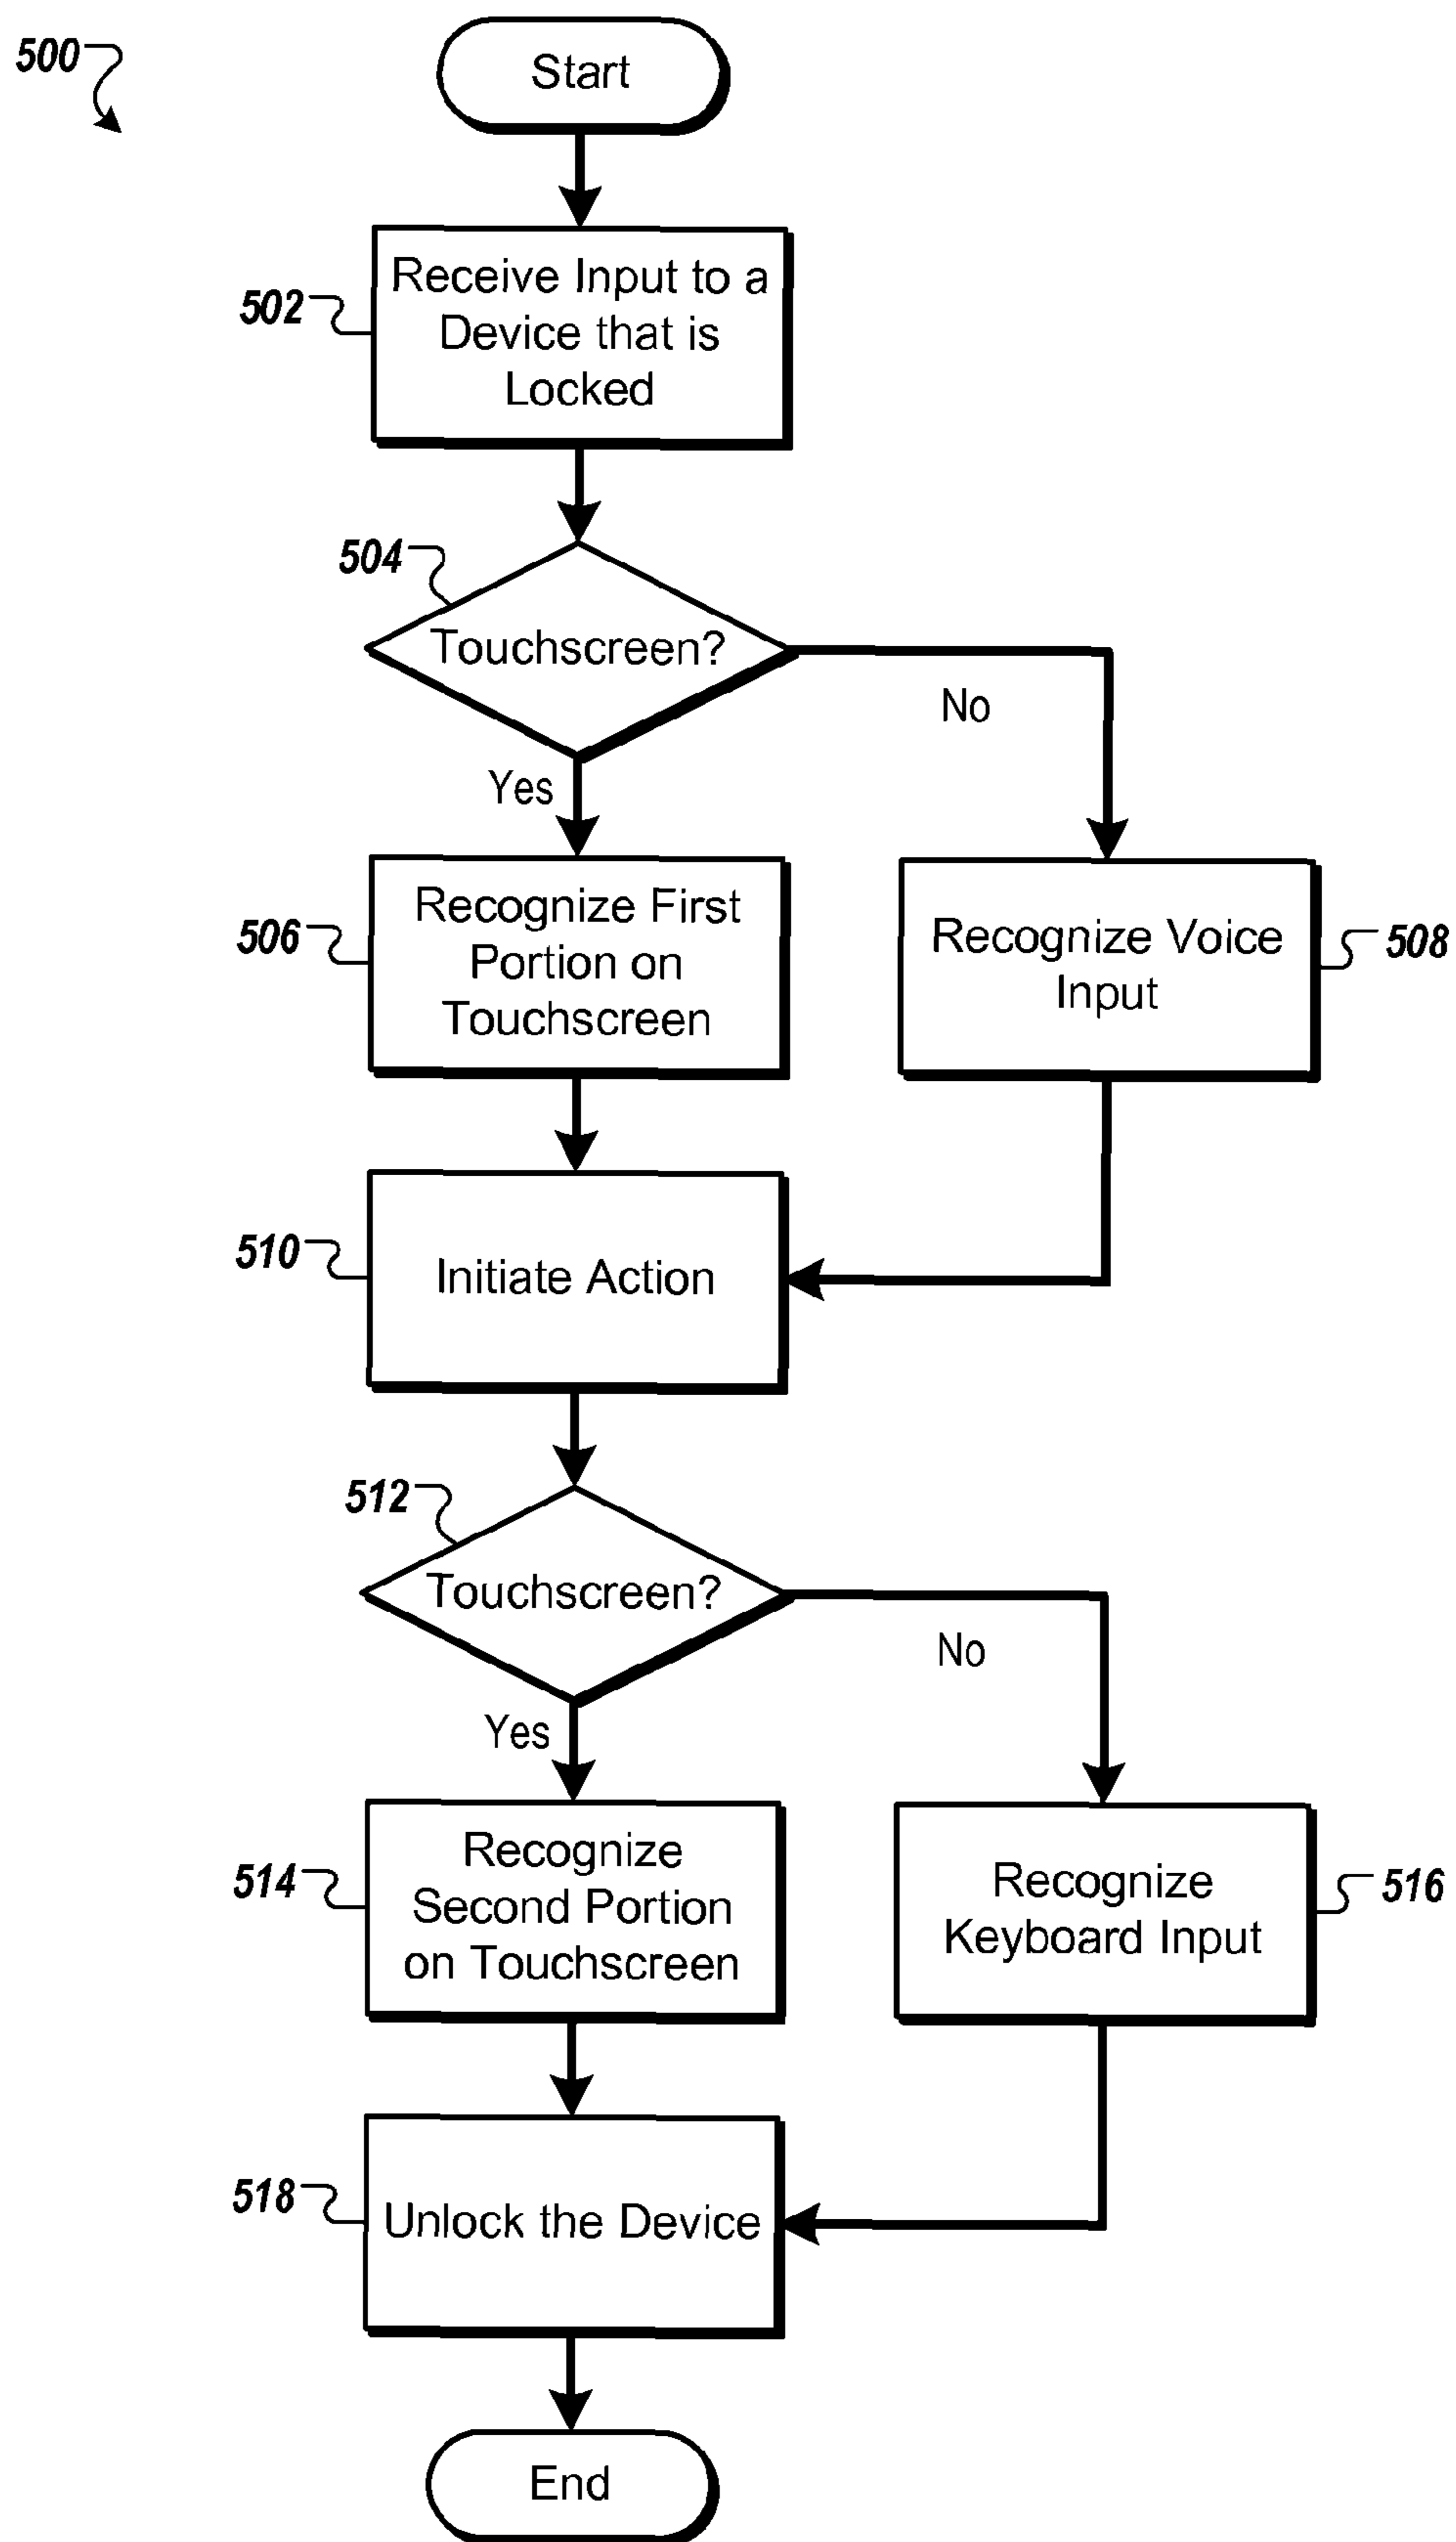 500
Start
502
Receive Input to a
Device that is
Locked
504
Touchscreen?
No
Yes
506
Recognize First
Portion on
Touchscreen
Recognize Voice
Input
508
510
Initiate Action
512
Touchscreen?
No
Yes
514
Recognize
Second Portion
on Touchscreen
Recognize
Keyboard Input
516
518
Unlock the Device
End